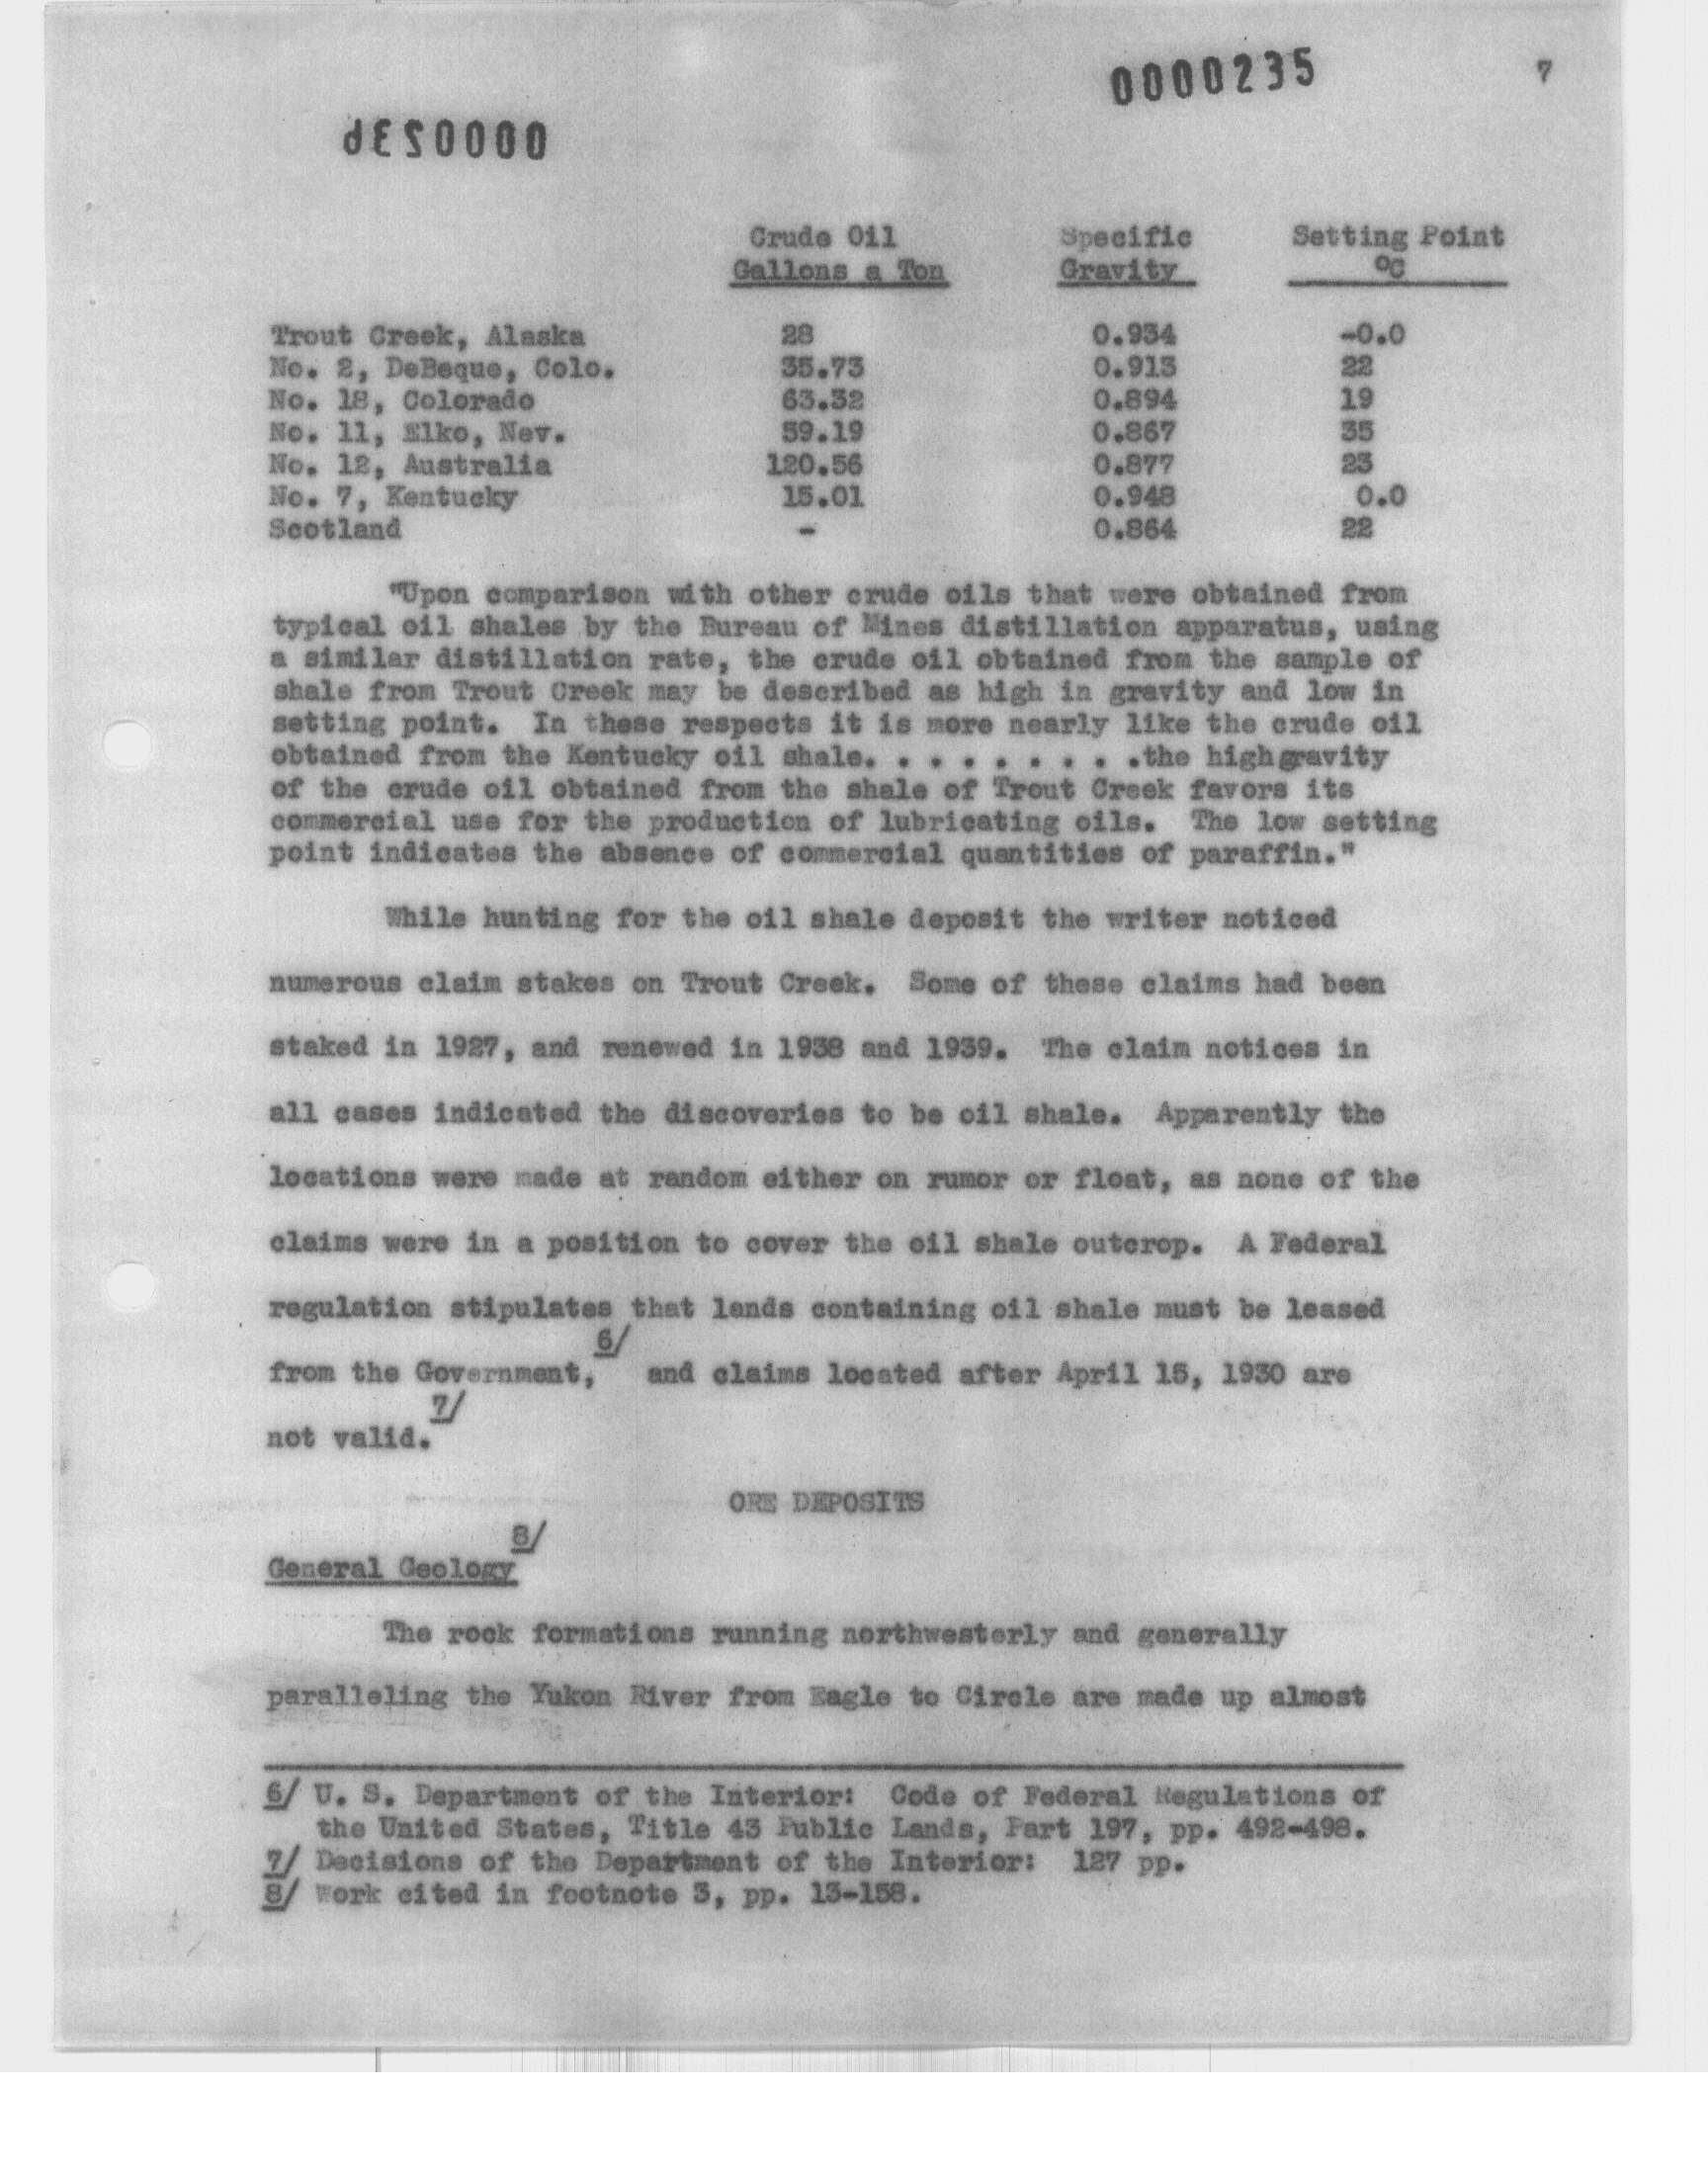 0000235 7
Crude Oil Specific Setting Point
Gallons a Ton Gravity °C
Trout Creek, Alaska 28 0.934 -0.0
No. 2, DeBeque, Colo. 35.73 0.913 22
No. 18, Colorado 63.32 0.894 19
No. 11, Elko, Nev. 59.19 0.867 35
No. 12, Australia 120.56 0.877 23
No. 7, Kentucky 15.01 0.948 0.0
Scotland - 0.864 22
"Upon comparison with other crude oils that were obtained from
typical oil shales by the Bureau of Mines distillation apparatus, using
a similar distillation rate, the crude oil obtained from the sample of
shale from Trout Creek may be described as high in gravity and low in
setting point. In these respects it is more nearly like the crude oil
obtained from the Kentucky oil shale. . . . . . . . .the high gravity
of the crude oil obtained from the shale of Trout Creek favors its
commercial use for the production of lubricating oils. The low setting
point indicates the absence of commercial quantities of paraffin."
While hunting for the oil shale deposit the writer noticed
numerous claim stakes on Trout Creek. Some of these claims had been
staked in 1927, and renewed in 1938 and 1939. The claim notices in
all cases indicated the discoveries to be oil shale. Apparently the
locations were made at random either on rumor or float, as none of the
claims were in a position to cover the oil shale outcrop. A Federal
regulation stipulates that lands containing oil shale must be leased
from the Government, 6/ and claims located after April 15, 1930 are
not valid. 7/
ORE DEPOSITS
General Geology 8/
The rock formations running northwesterly and generally
paralleling the Yukon River from Eagle to Circle are made up almost
6/ U. S. Department of the Interior: Code of Federal Regulations of
the United States, Title 43 Public Lands, Part 197, pp. 492-498.
7/ Decisions of the Department of the Interior: 127 pp.
8/ Work cited in footnote 3, pp. 13-158.